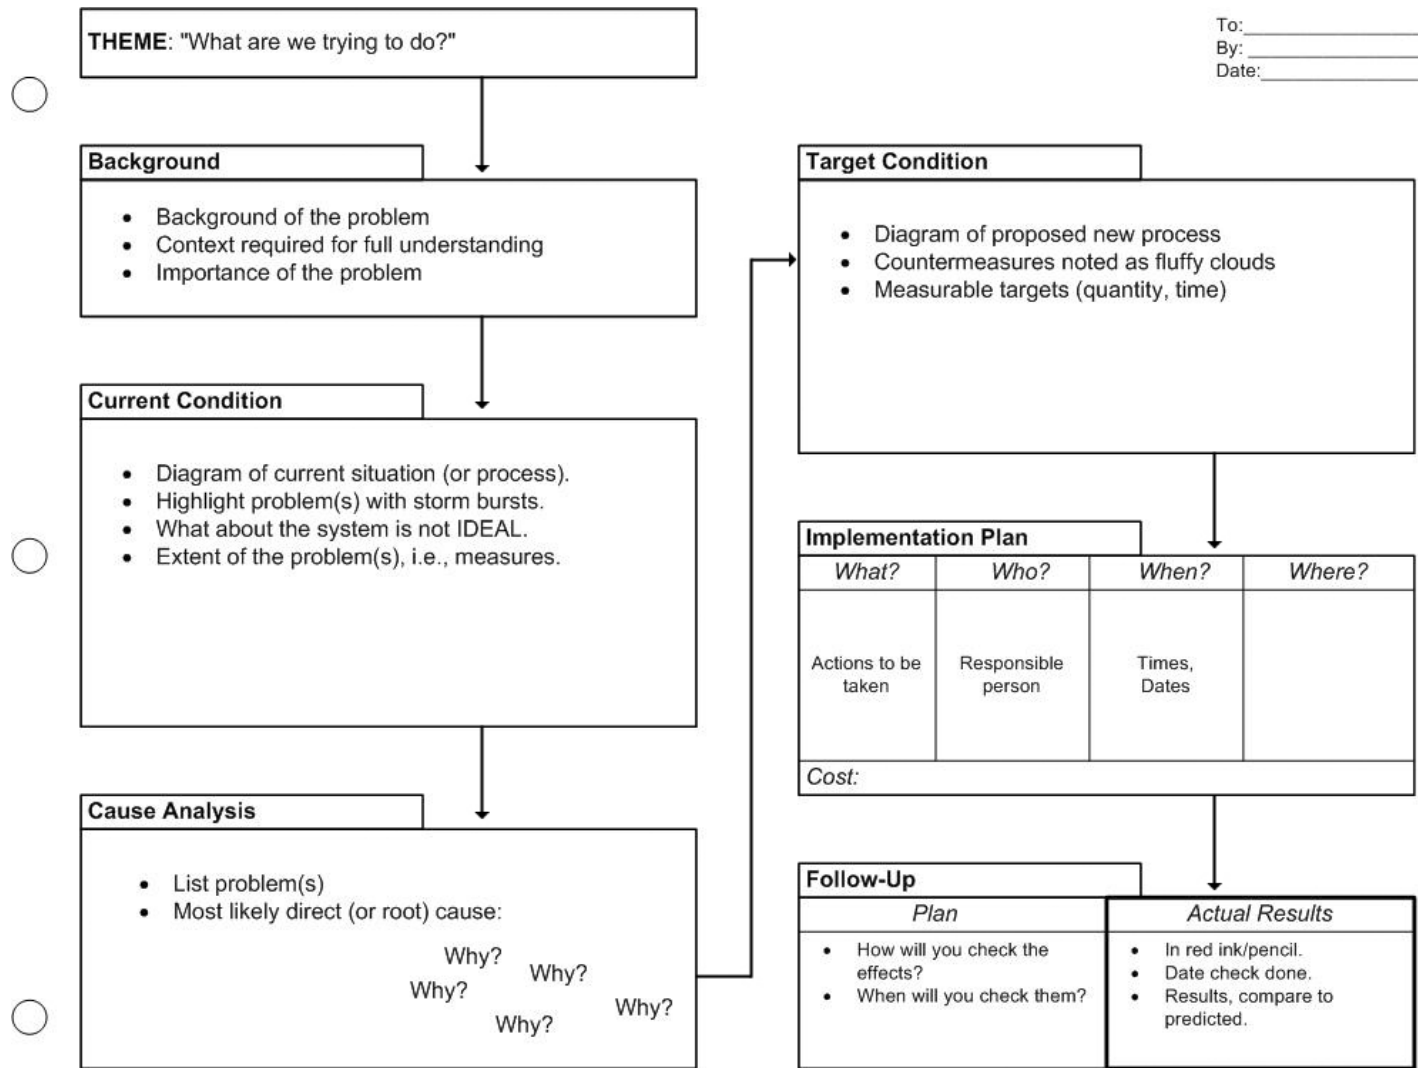 THEME: "What are we trying to do?"
To:
By:
Date:
Background
• Background of the problem
• Context required for full understanding
• Importance of the problem
Current Condition
• Diagram of current situation (or process).
• Highlight problem(s) with storm bursts.
• What about the system is not IDEAL.
• Extent of the problem(s), i.e., measures.
Cause Analysis
• List problem(s)
• Most likely direct (or root) cause:
Why?
Why?
Why?
Why?
Why?
Target Condition
• Diagram of proposed new process
• Countermeasures noted as fluffy clouds
• Measurable targets (quantity, time)
Implementation Plan
What? Who? When? Where?
Actions to be Responsible Times,
taken person Dates
Cost:
Follow-Up
Plan
• How will you check the
effects?
• When will you check them?
Actual Results
• In red ink/pencil.
• Date check done.
• Results, compare to
predicted.